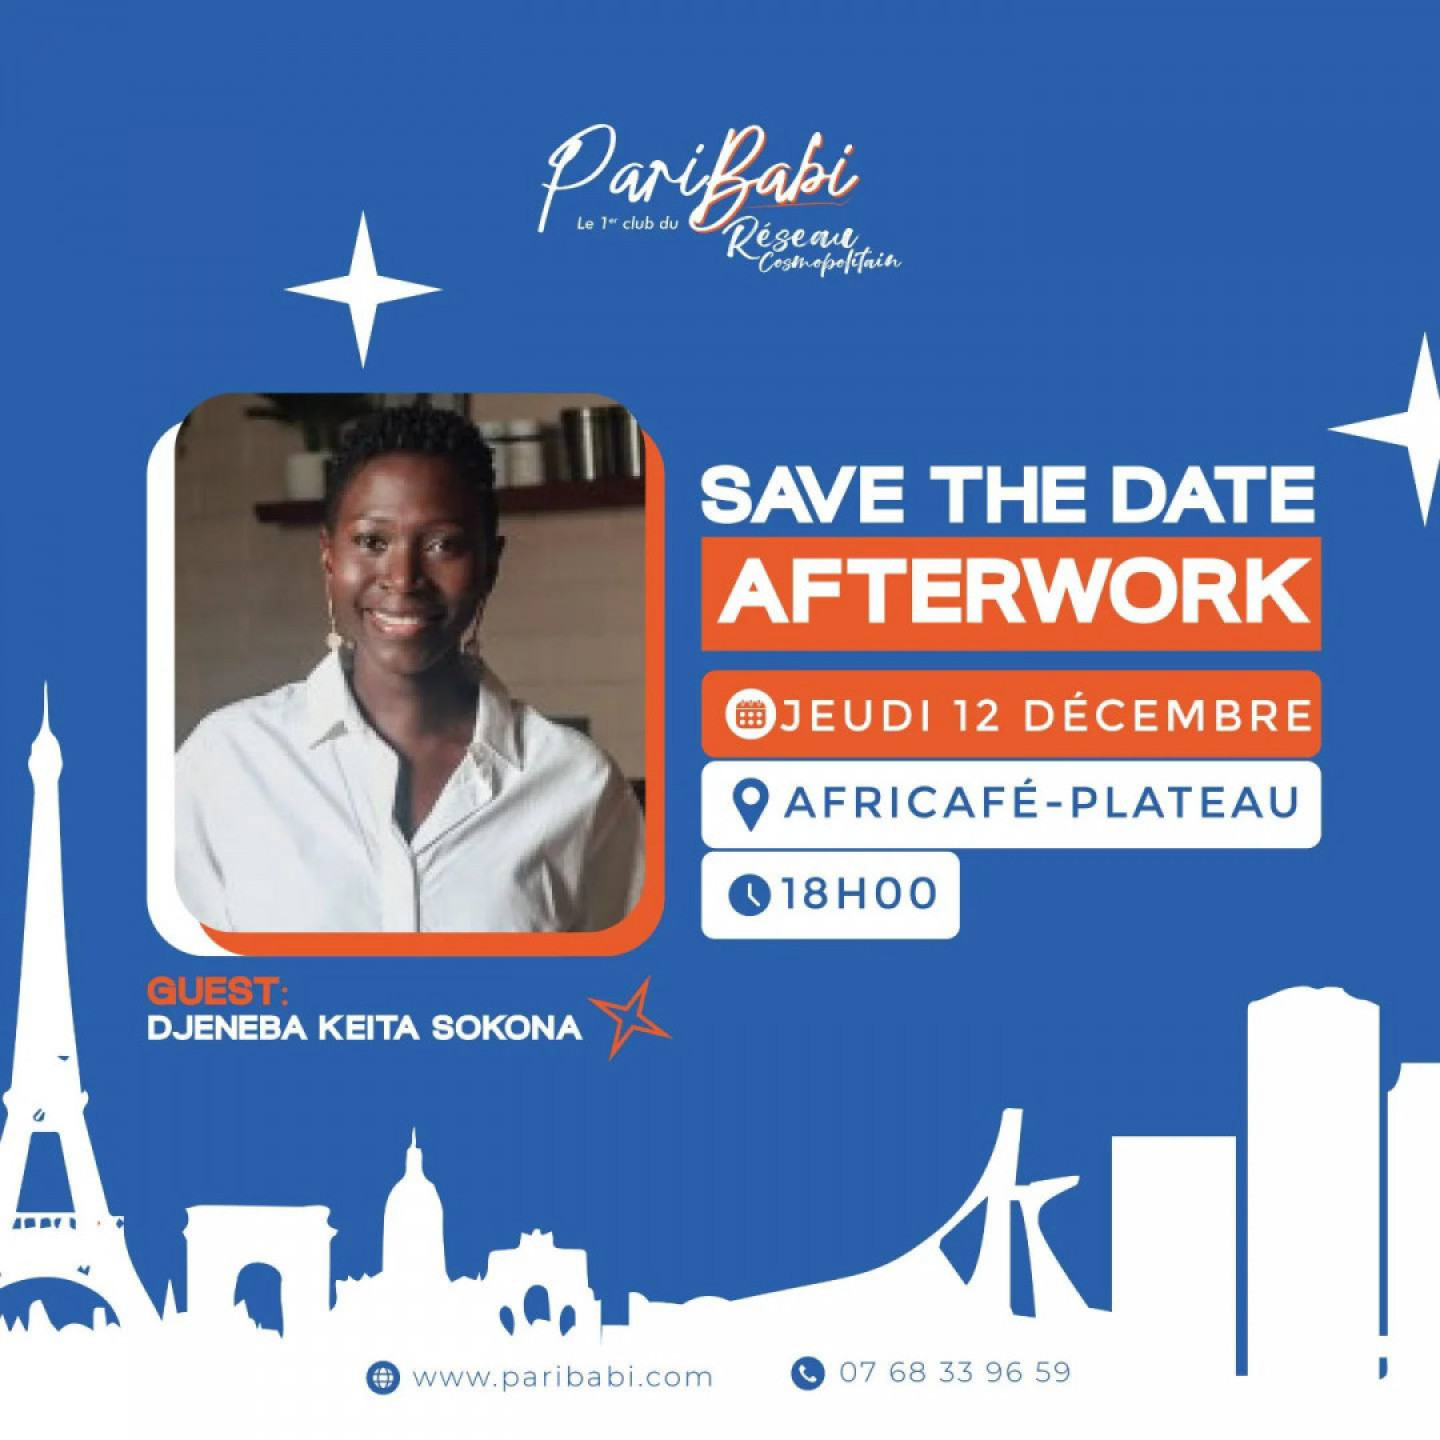 PariBabi
Le 1er club du
Réseau
Cosmopolitain
SAVE THE DATE
AFTERWORK
JEUDI 12 DÉCEMBRE
AFRICAFÉ-PLATEAU
18H00
GUEST:
DJENEBA KEITA SOKONA
www.paribabi.com
07 68 33 96 59